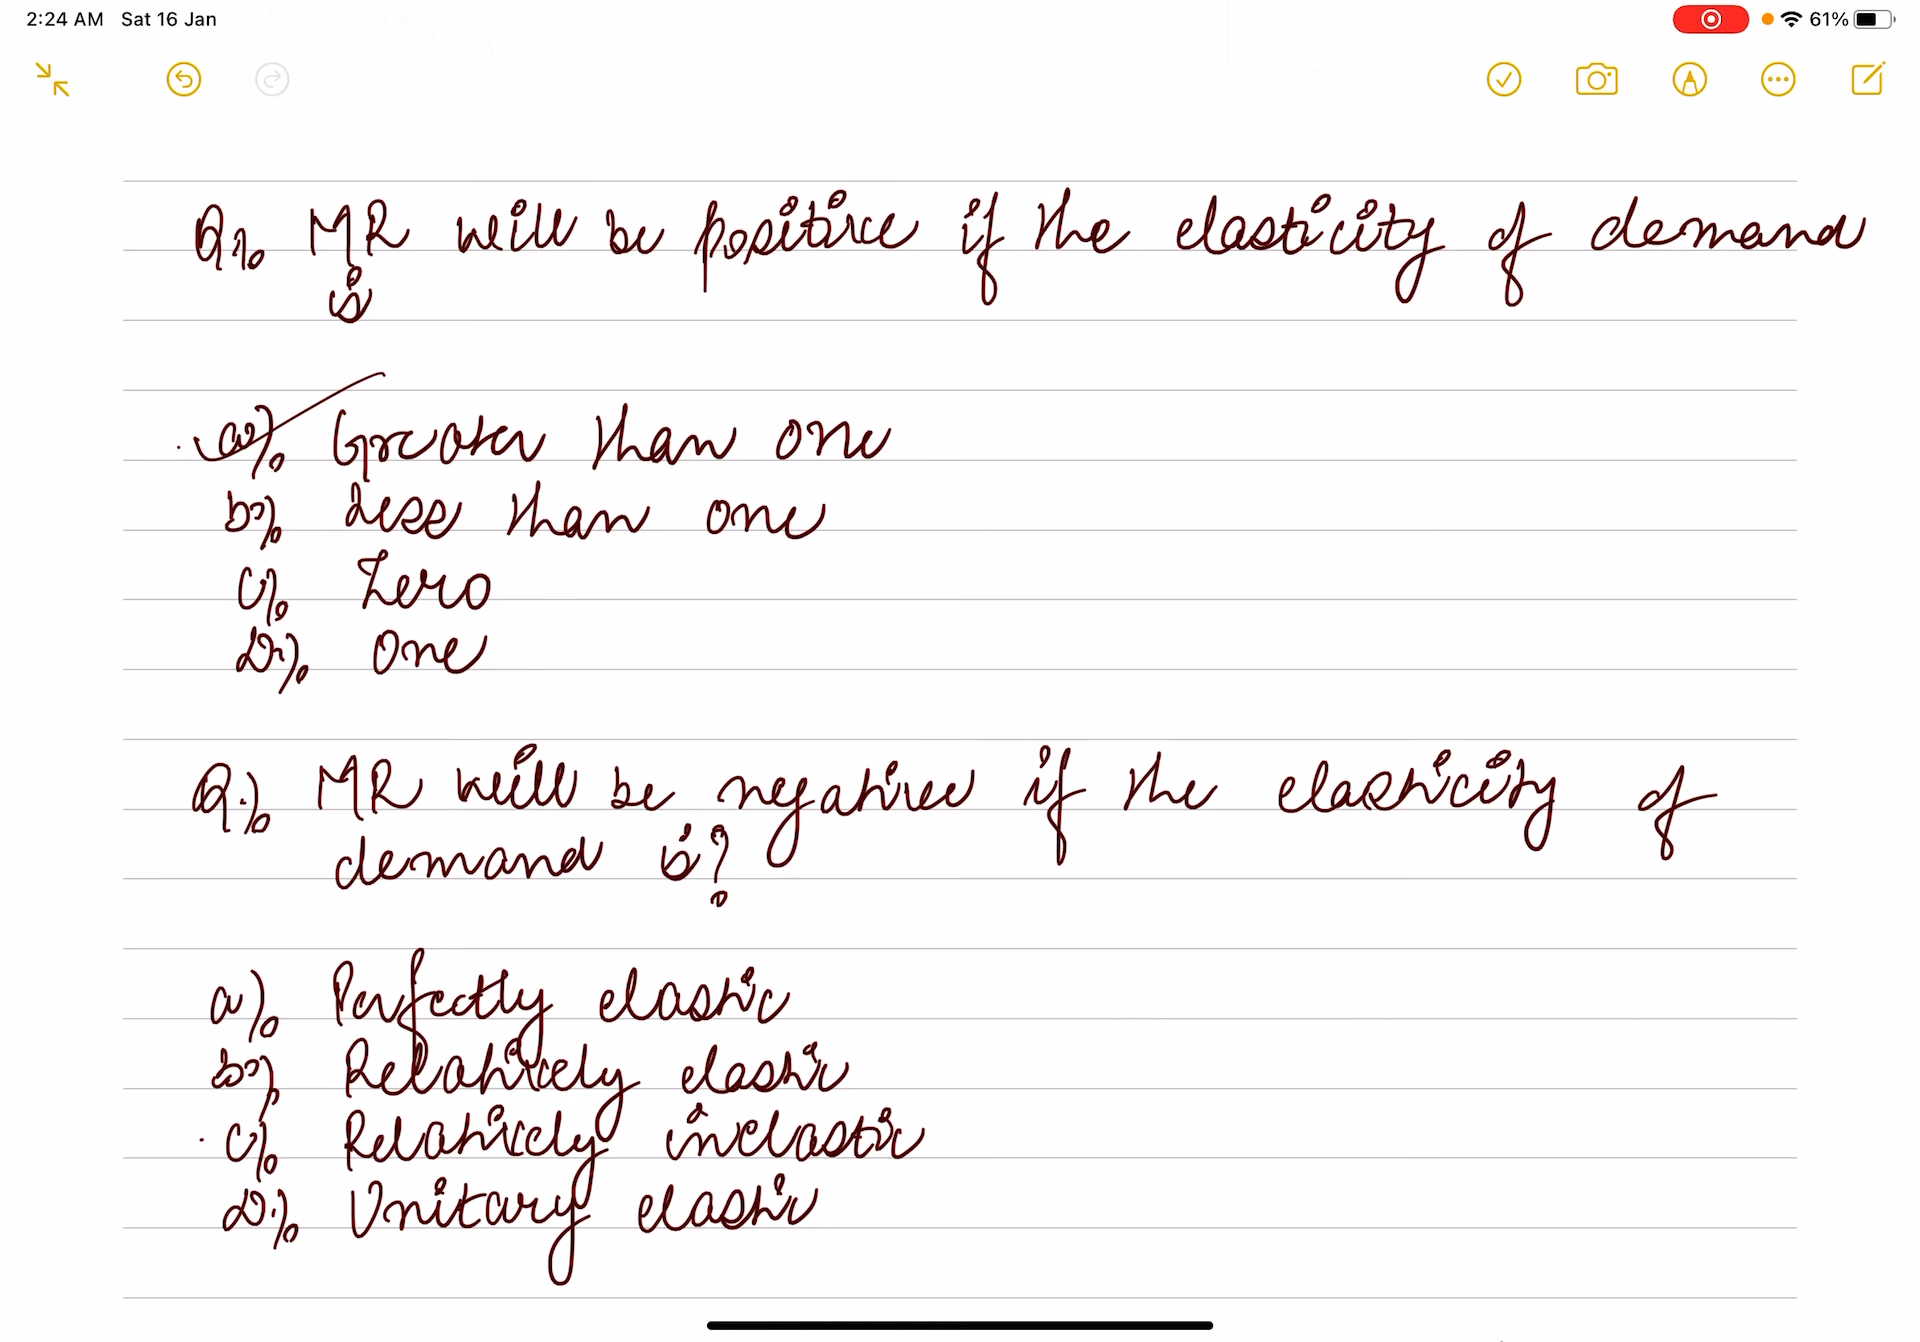 2:24 AM Sat 16 Jan
61%
Q. MR will be positive if the elasticity of demand
is
a). Greater than one
b). Less than one
c). Zero
D). One
Q.). MR will be negative if the elasticity of
demand is?
a). Perfectly elastic
b). Relatively elastic
c). Relatively inelastic
D.). Unitary elastic